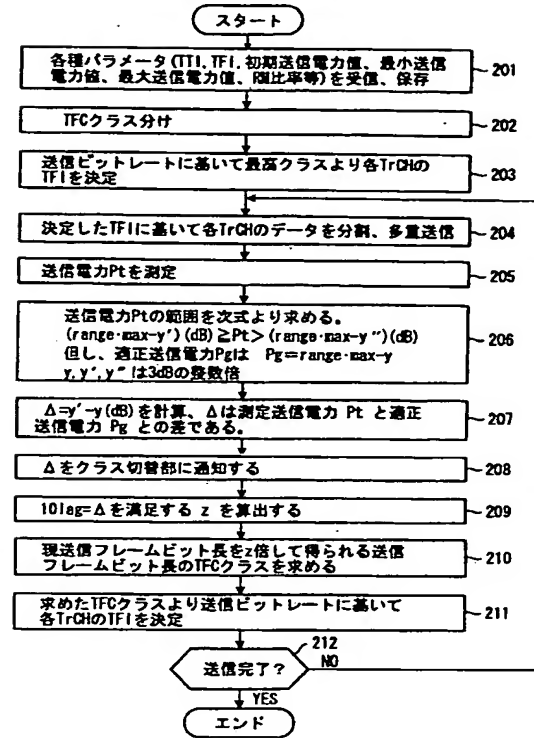 スタート
各種パラメータ(TTI、TFI、初期送信電力値、最小送信
電力値、最大送信電力値、RM比率等)を受信、保存
201
TFCクラス分け
202
送信ビットレートに基いて最高クラスより各TrCHの
TFIを決定
203
決定したTFIに基いて各TrCHのデータを分割、多重送信
204
送信電力Ptを測定
205
送信電力Ptの範囲を次式より求める。
(range·max-y')(dB)≧Pt>(range·max-y'')(dB)
但し、適正送信電力Pgは Pg=range·max-y
y,y',y''は3dBの整数倍
206
Δ=y'-y(dB)を計算、Δは測定送信電力 Pt と適正
送信電力 Pg との差である。
207
Δをクラス切替部に通知する
208
10lag=Δを満足する z を算出する
209
現送信フレームビット長をz倍して得られる送信
フレームビット長のTFCクラスを求める
210
求めたTFCクラスより送信ビットレートに基いて
各TrCHのTFIを決定
211
212
送信完了?
NO
YES
エンド